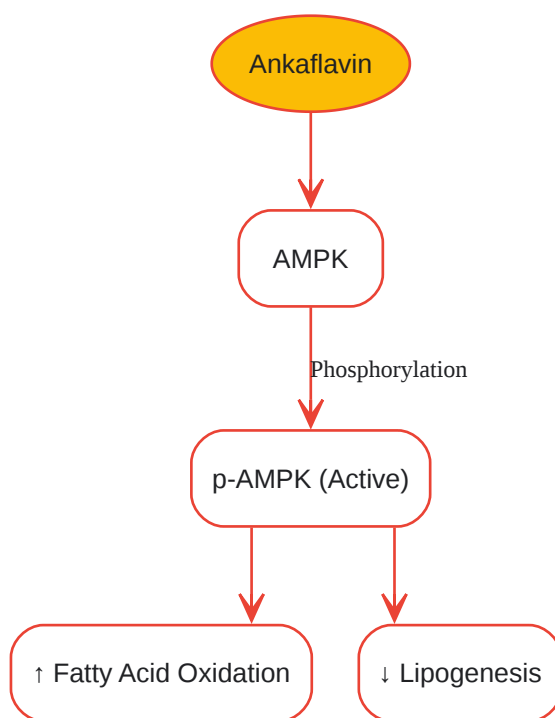 Ankaflavin
AMPK
Phosphorylation
p-AMPK (Active)
↑ Fatty Acid Oxidation
↓ Lipogenesis